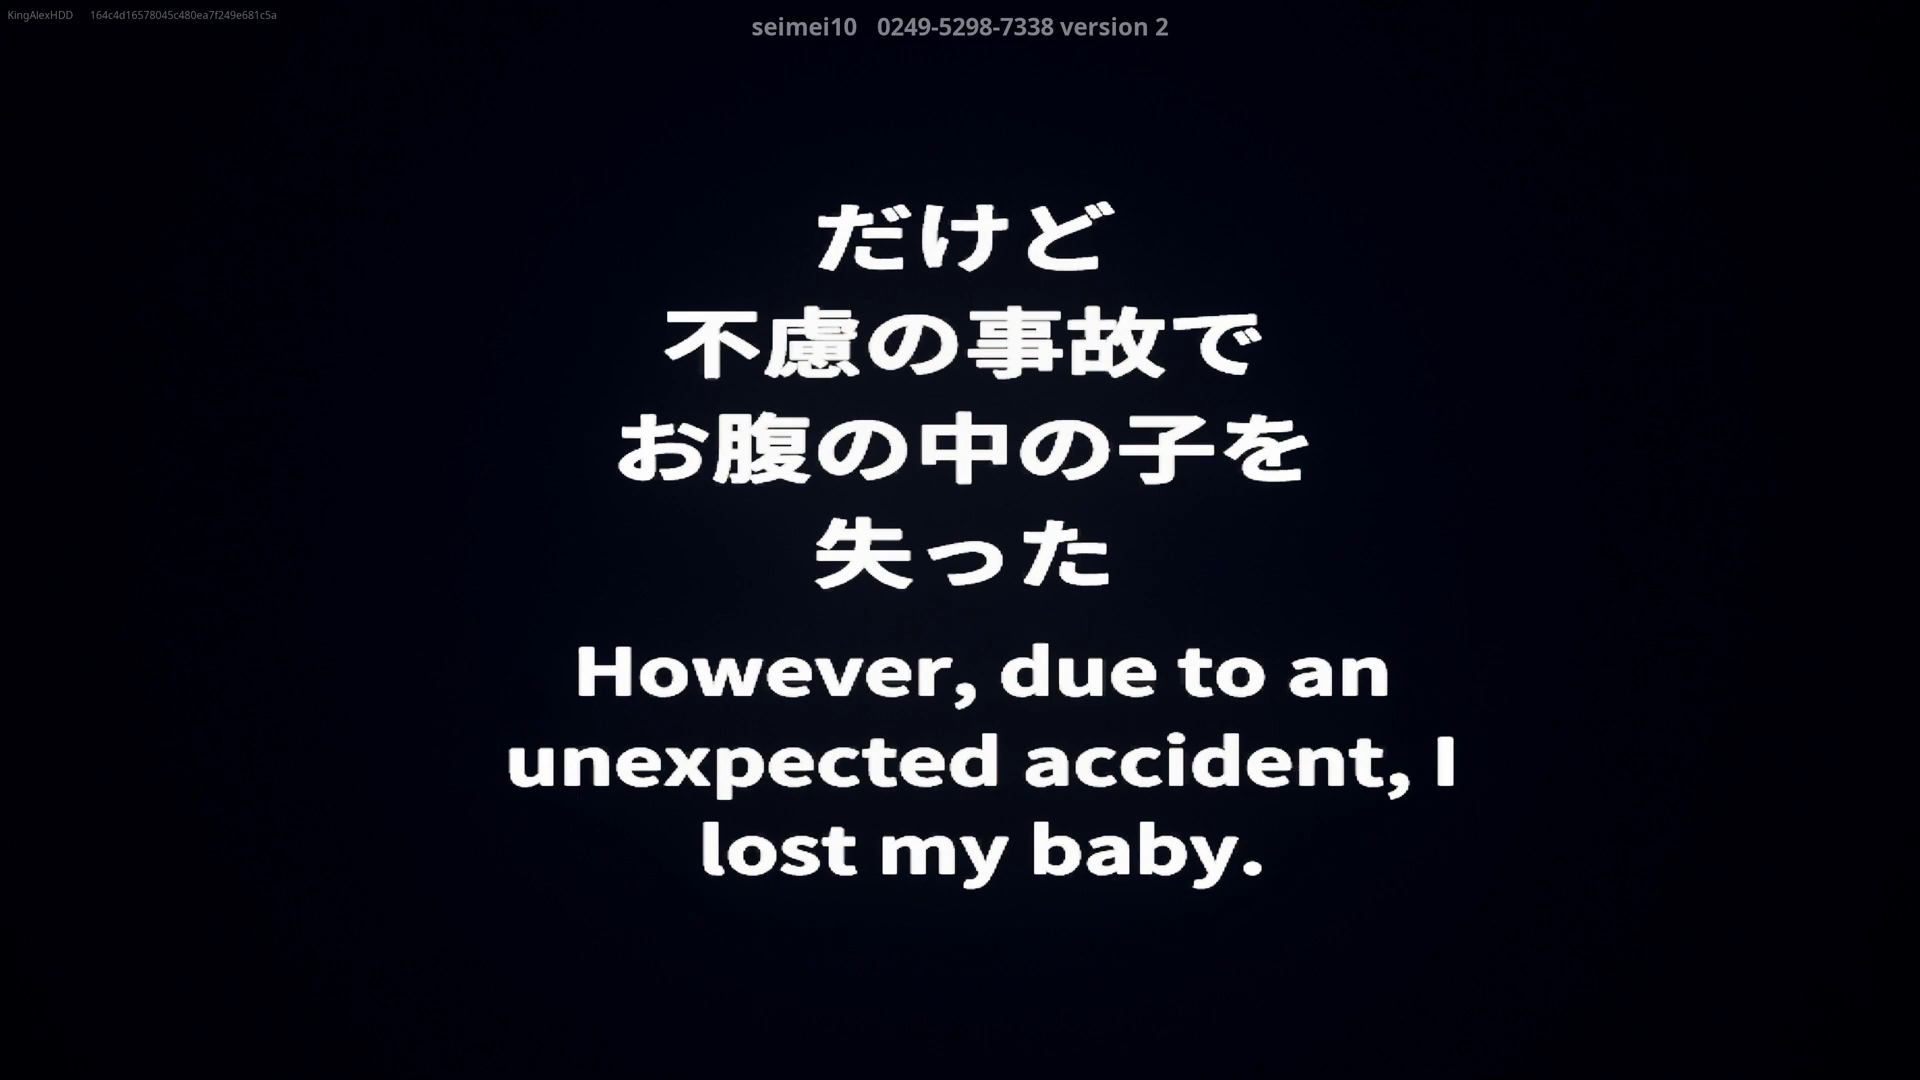 KingAlexHDD 164c4d16578045c480ea7f249e681c5a
seimei10 0249-5298-7338 version 2
だけど
不慮の事故で
お腹の中の子を
失った
However, due to an
unexpected accident, I
lost my baby.